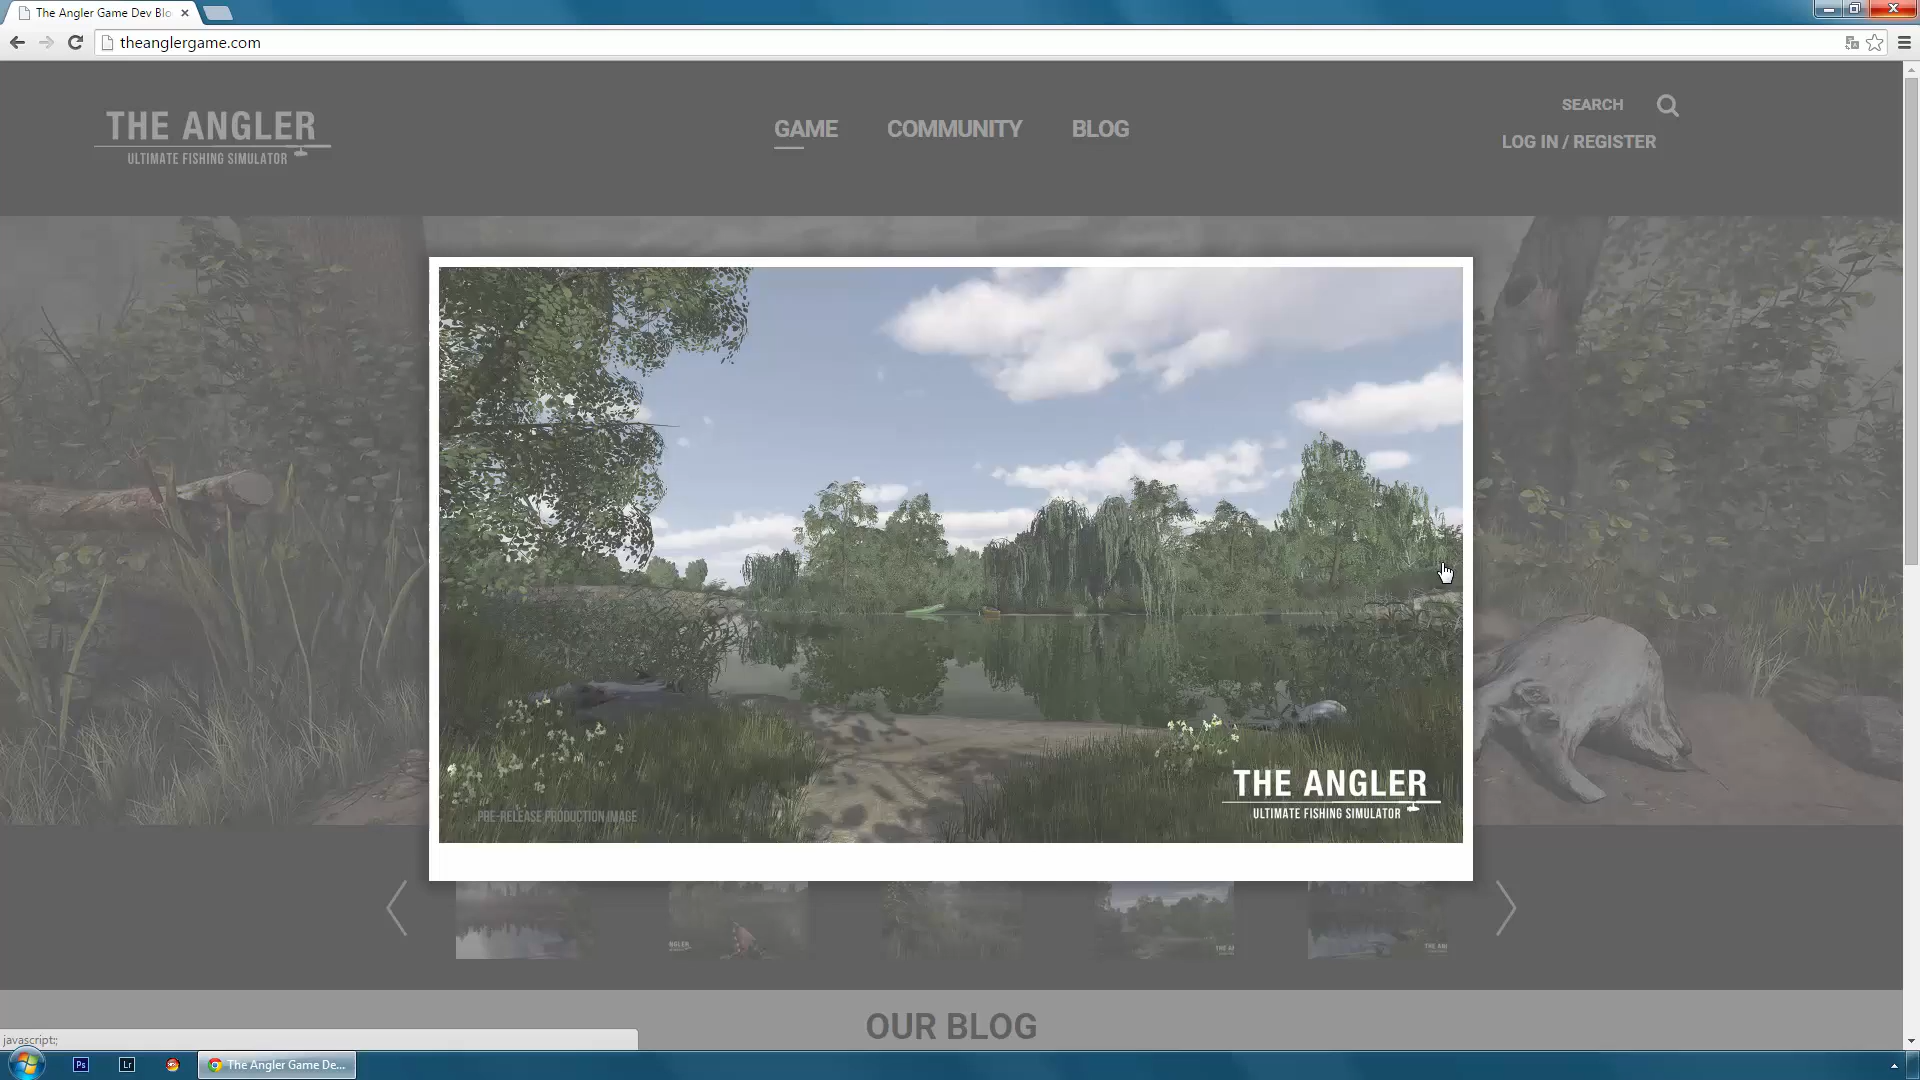 The Angler Game Dev Blo
theanglergame.com
THE ANGLER
ULTIMATE FISHING SIMULATOR
GAME
COMMUNITY
BLOG
SEARCH
LOG IN / REGISTER
PRE-RELEASE PRODUCTION IMAGE
THE ANGLER
ULTIMATE FISHING SIMULATOR
OUR BLOG
javascript:;
Ps
Lr
The Angler Game De...